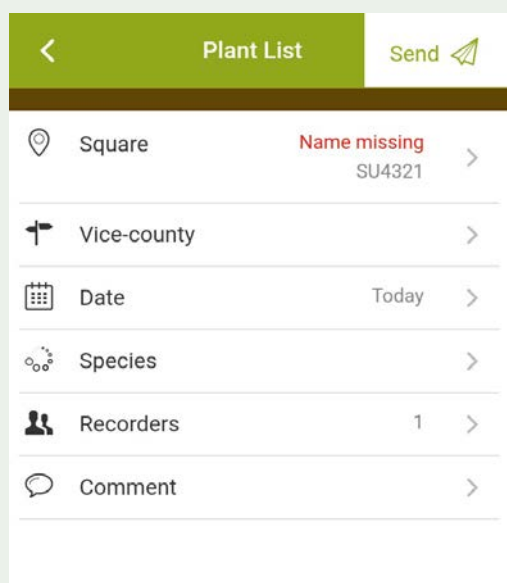 Plant List
Send
Square
Name missing
SU4321
Vice-county
Date
Today
Species
Recorders
1
Comment